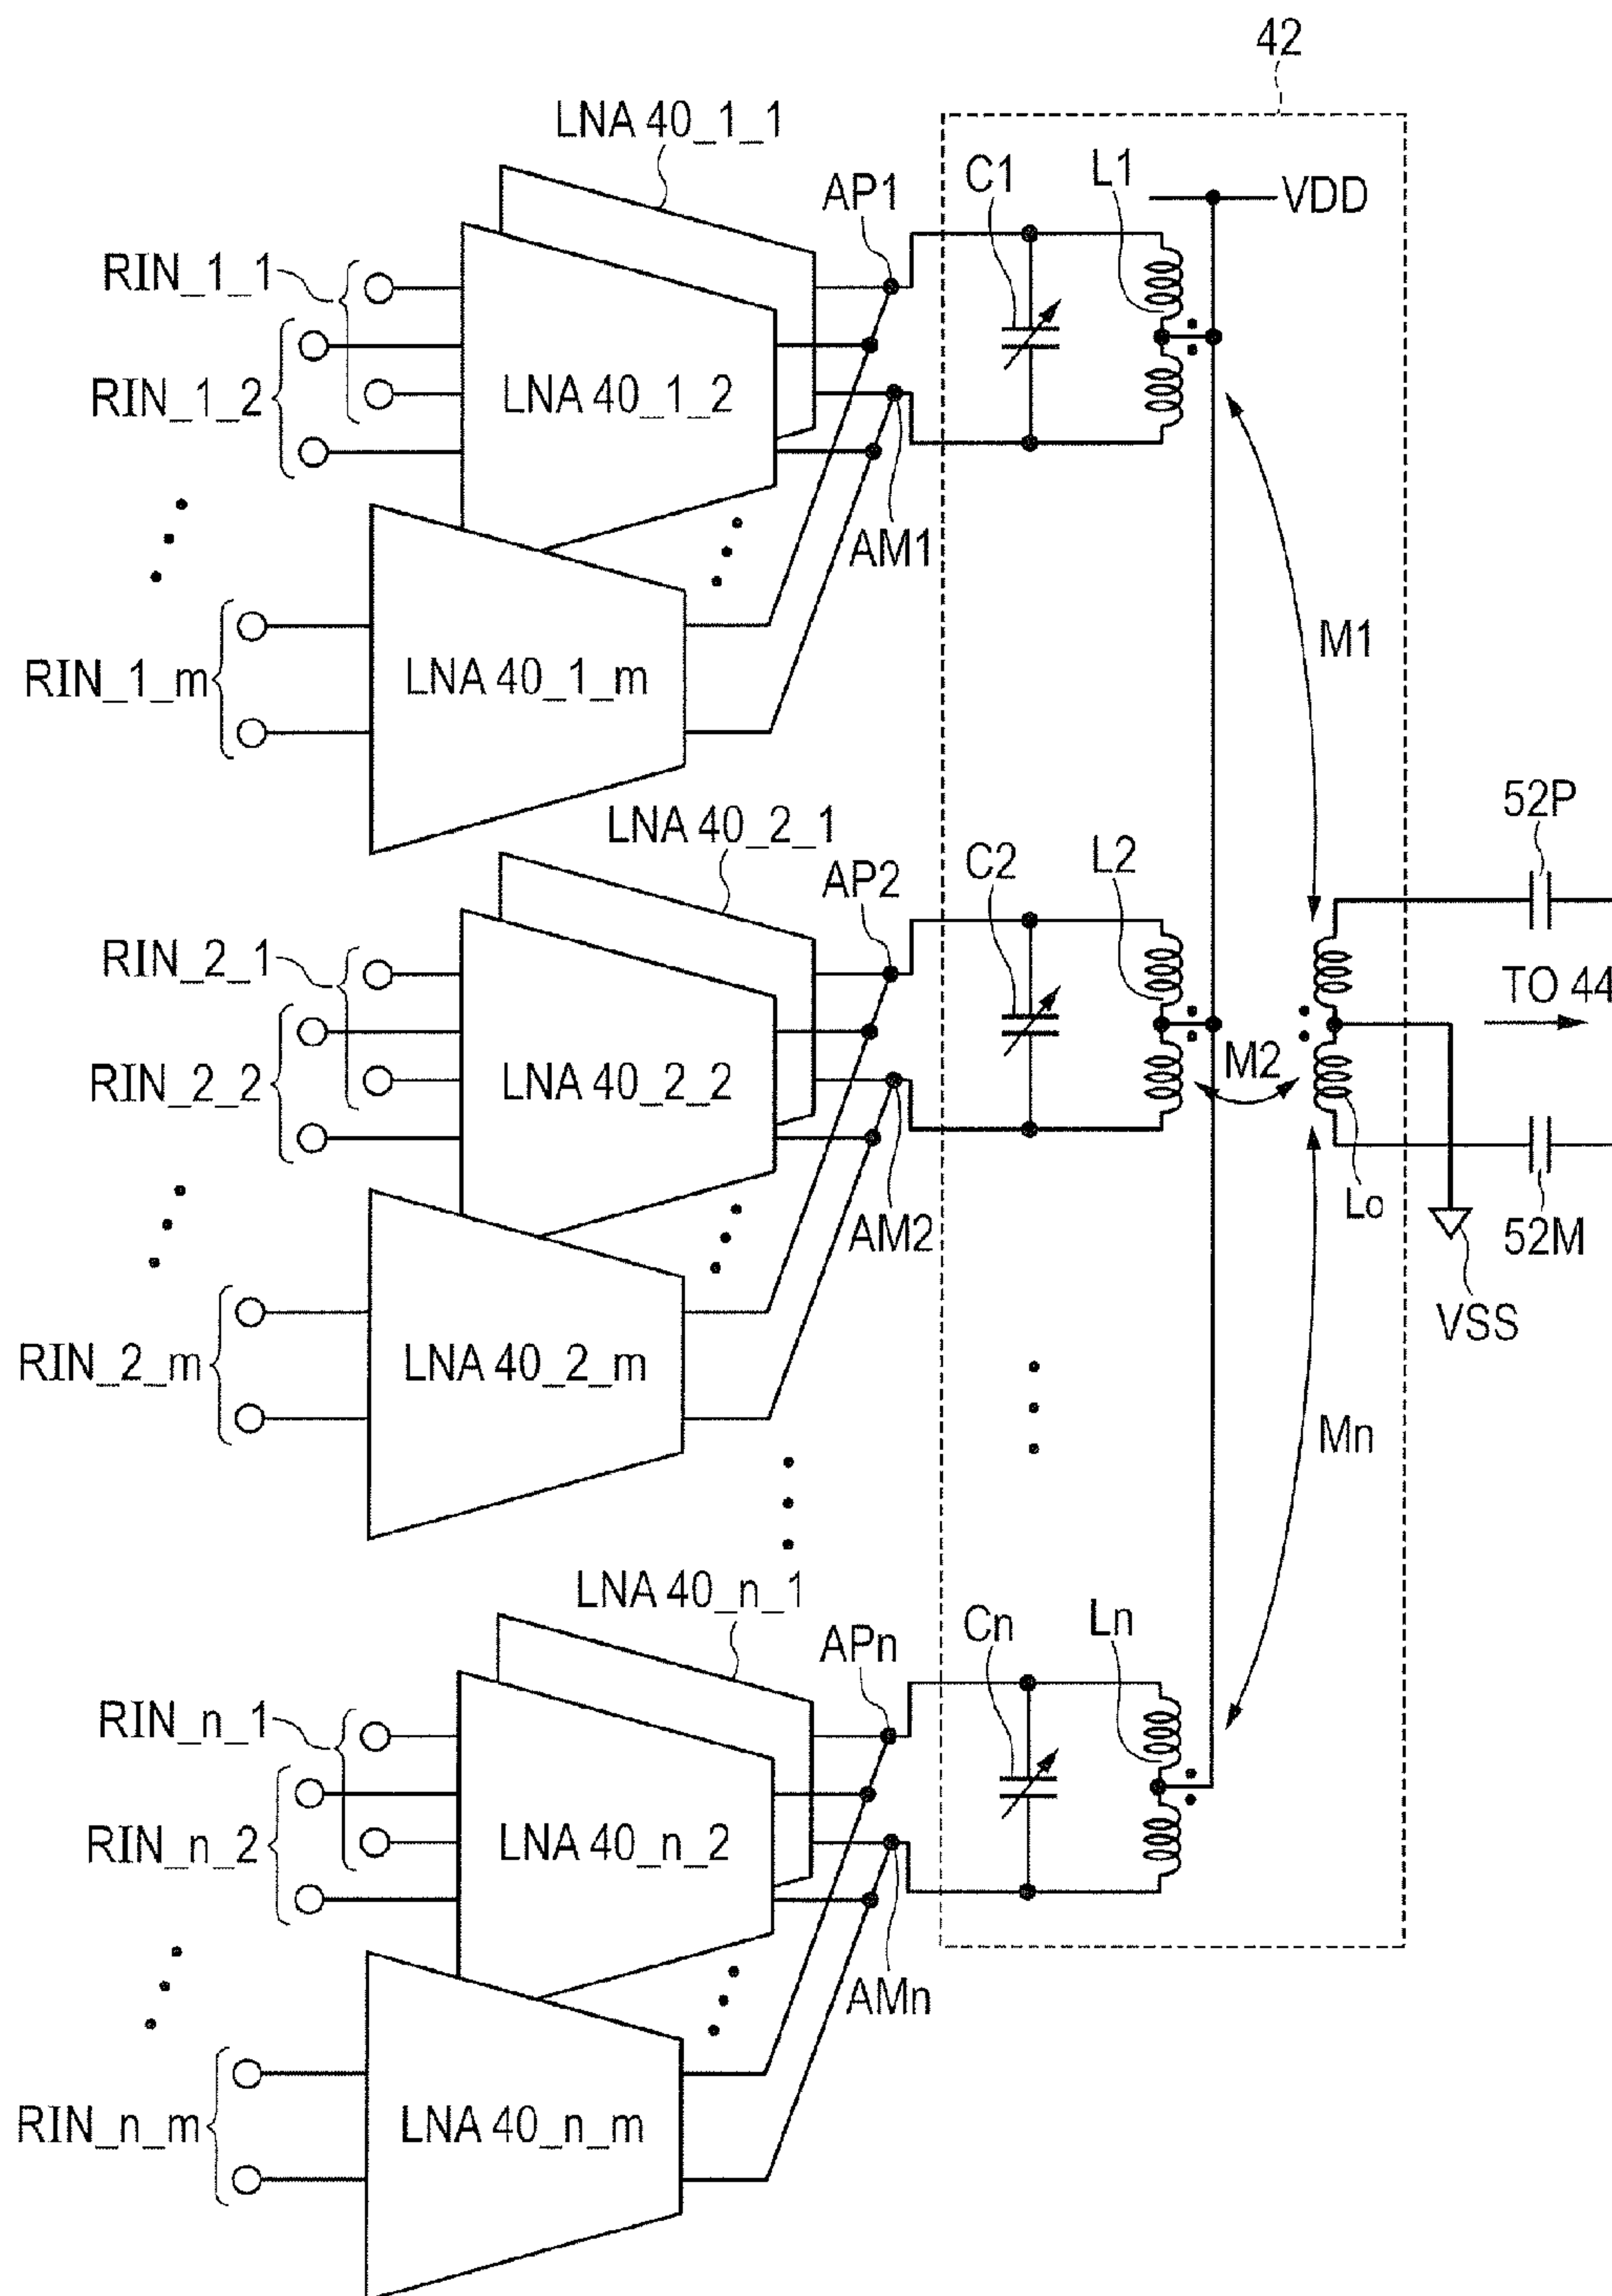 42
LNA 40_1_1
AP1
C1
L1
VDD
RIN_1_1
RIN_1_2
LNA 40_1_2
AM1
M1
RIN_1_m
LNA 40_1_m
52P
LNA 40_2_1
AP2
C2
L2
RIN_2_1
TO 44
RIN_2_2
LNA 40_2_2
M2
Lo
AM2
52M
VSS
RIN_2_m
LNA 40_2_m
Mn
LNA 40_n_1
APn
Cn
Ln
RIN_n_1
RIN_n_2
LNA 40_n_2
AMn
RIN_n_m
LNA 40_n_m